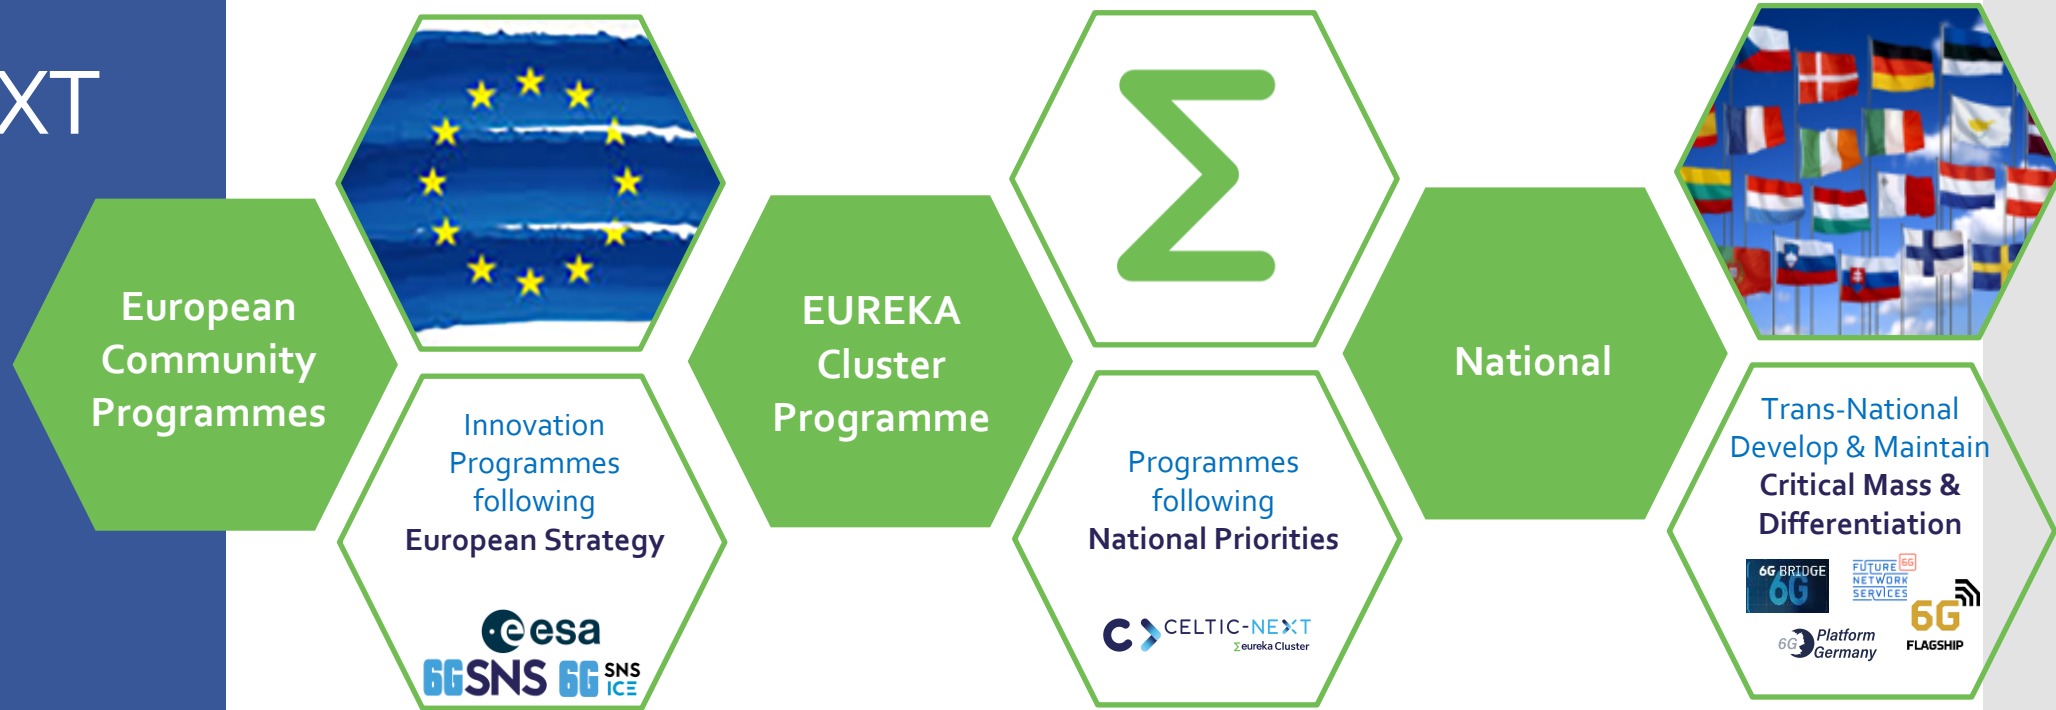 XT
European
Community
Programmes
Innovation
Programmes
following
European Strategy
esa
6GSNS
6G SNS
ICE
EUREKA
Cluster
Programme
Σ
Programmes
following
National Priorities
CELTIC-NEXT
Σeureka Cluster
National
Trans-National
Develop & Maintain
Critical Mass &
Differentiation
6G BRIDGE
6G
FUTURE 6G
NETWORK
SERVICES
6G
FLAGSHIP
6G Platform
Germany